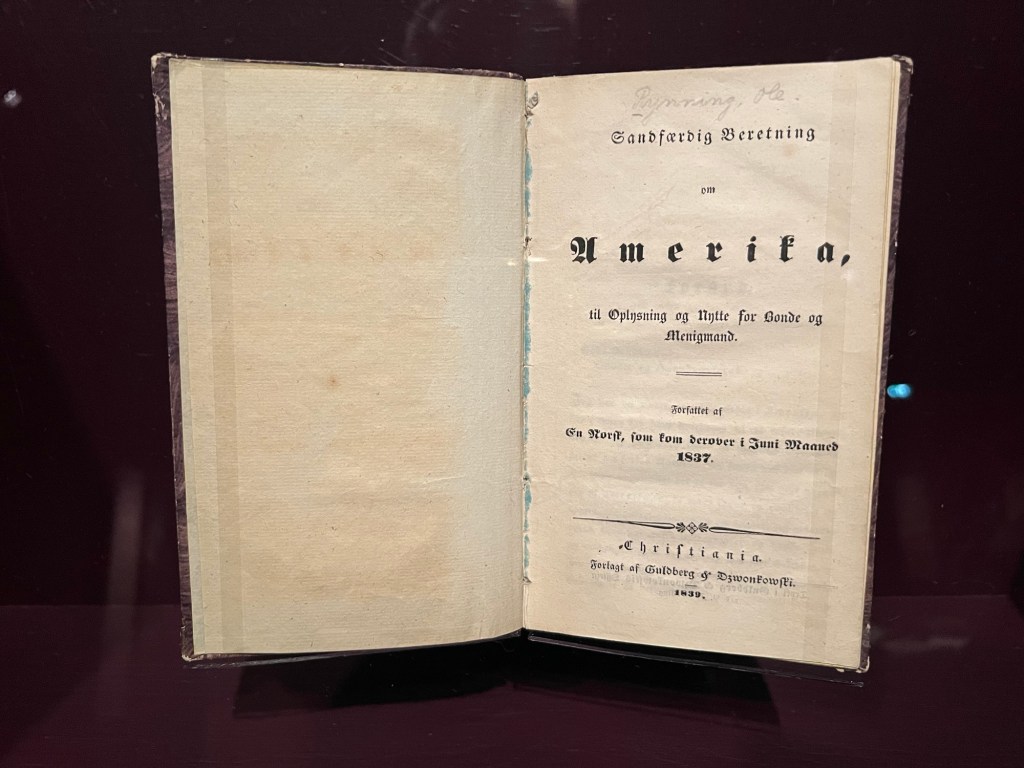 Rynning, Ole.
Sandfærdig Beretning
om
Amerika,
til Oplysning og Nytte for Bonde og
Menigmand.
Forfattet af
En Norsk, som kom derover i Juni Maaned
1837.
Christiania.
Forlagt af Guldberg & Dzwonkowski.
1839.